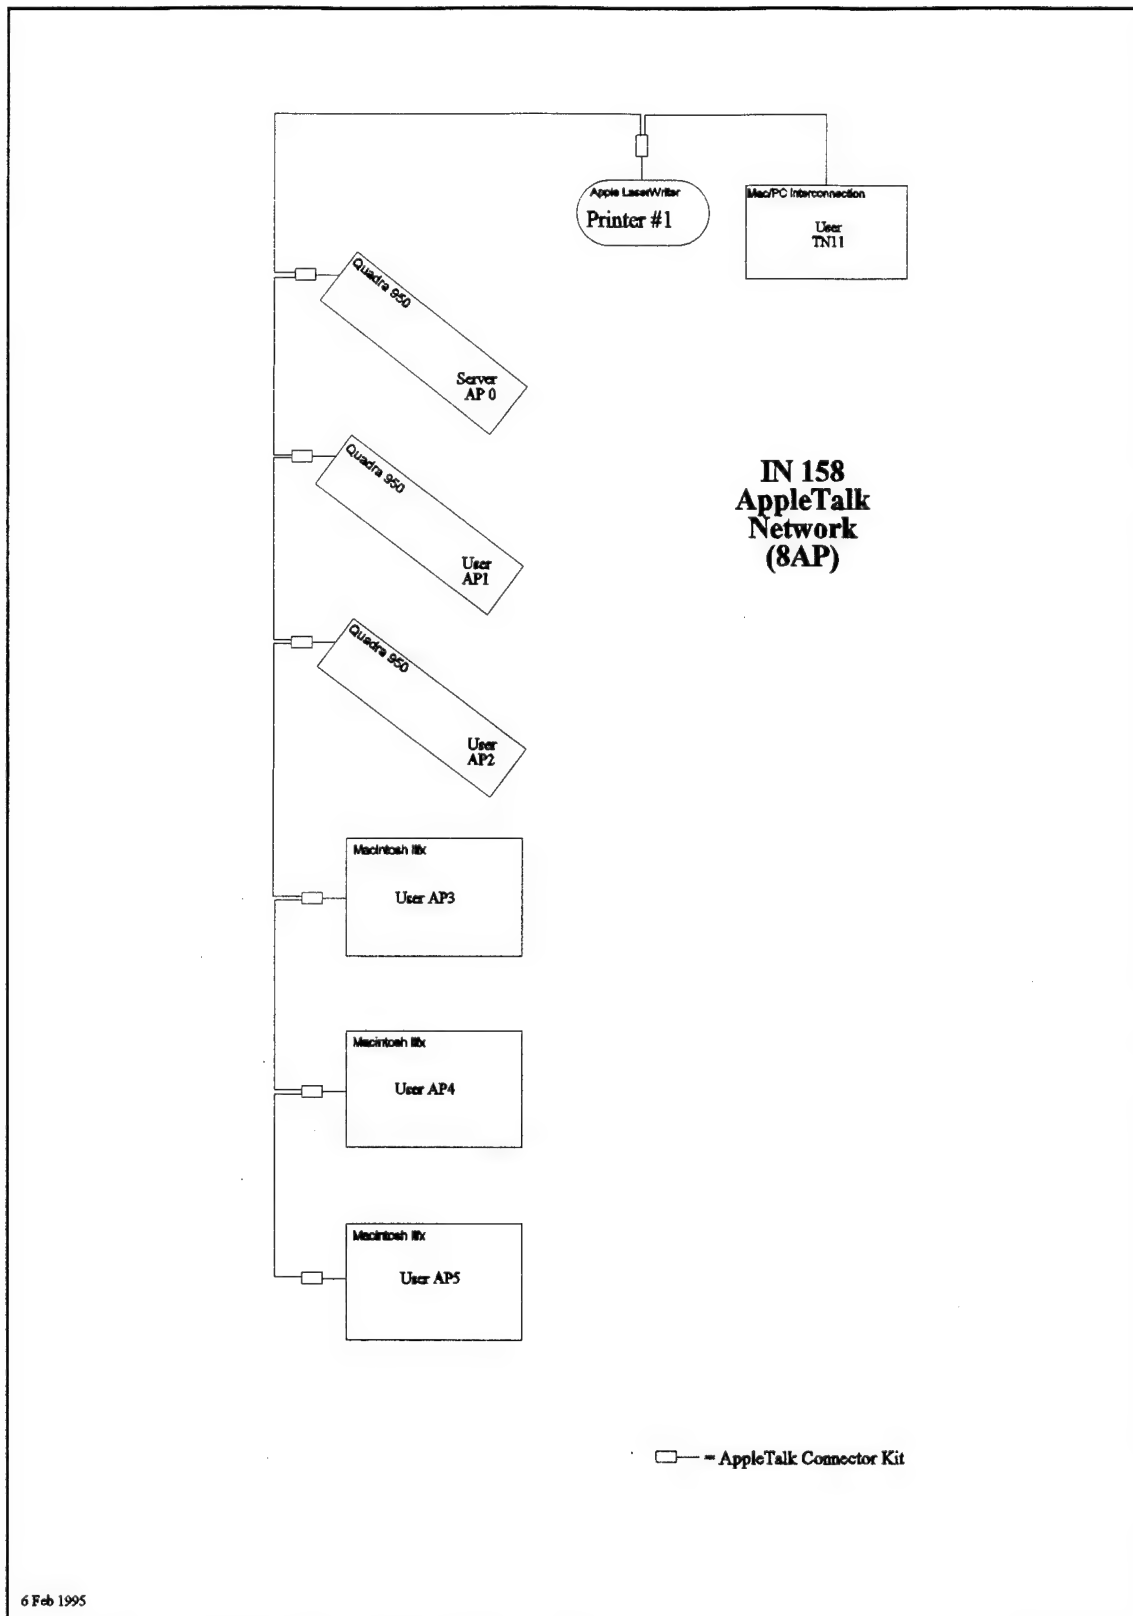 Apple LaserWriter
Printer #1
Mac/PC Interconnection
User
TN11
Quadra 950
Server
AP 0
Quadra 950
User
AP1
IN 158
AppleTalk
Network
(8AP)
Quadra 950
User
AP2
Macintosh IIfx
User AP3
Macintosh IIfx
User AP4
Macintosh IIfx
User AP5
= AppleTalk Connector Kit
6 Feb 1995